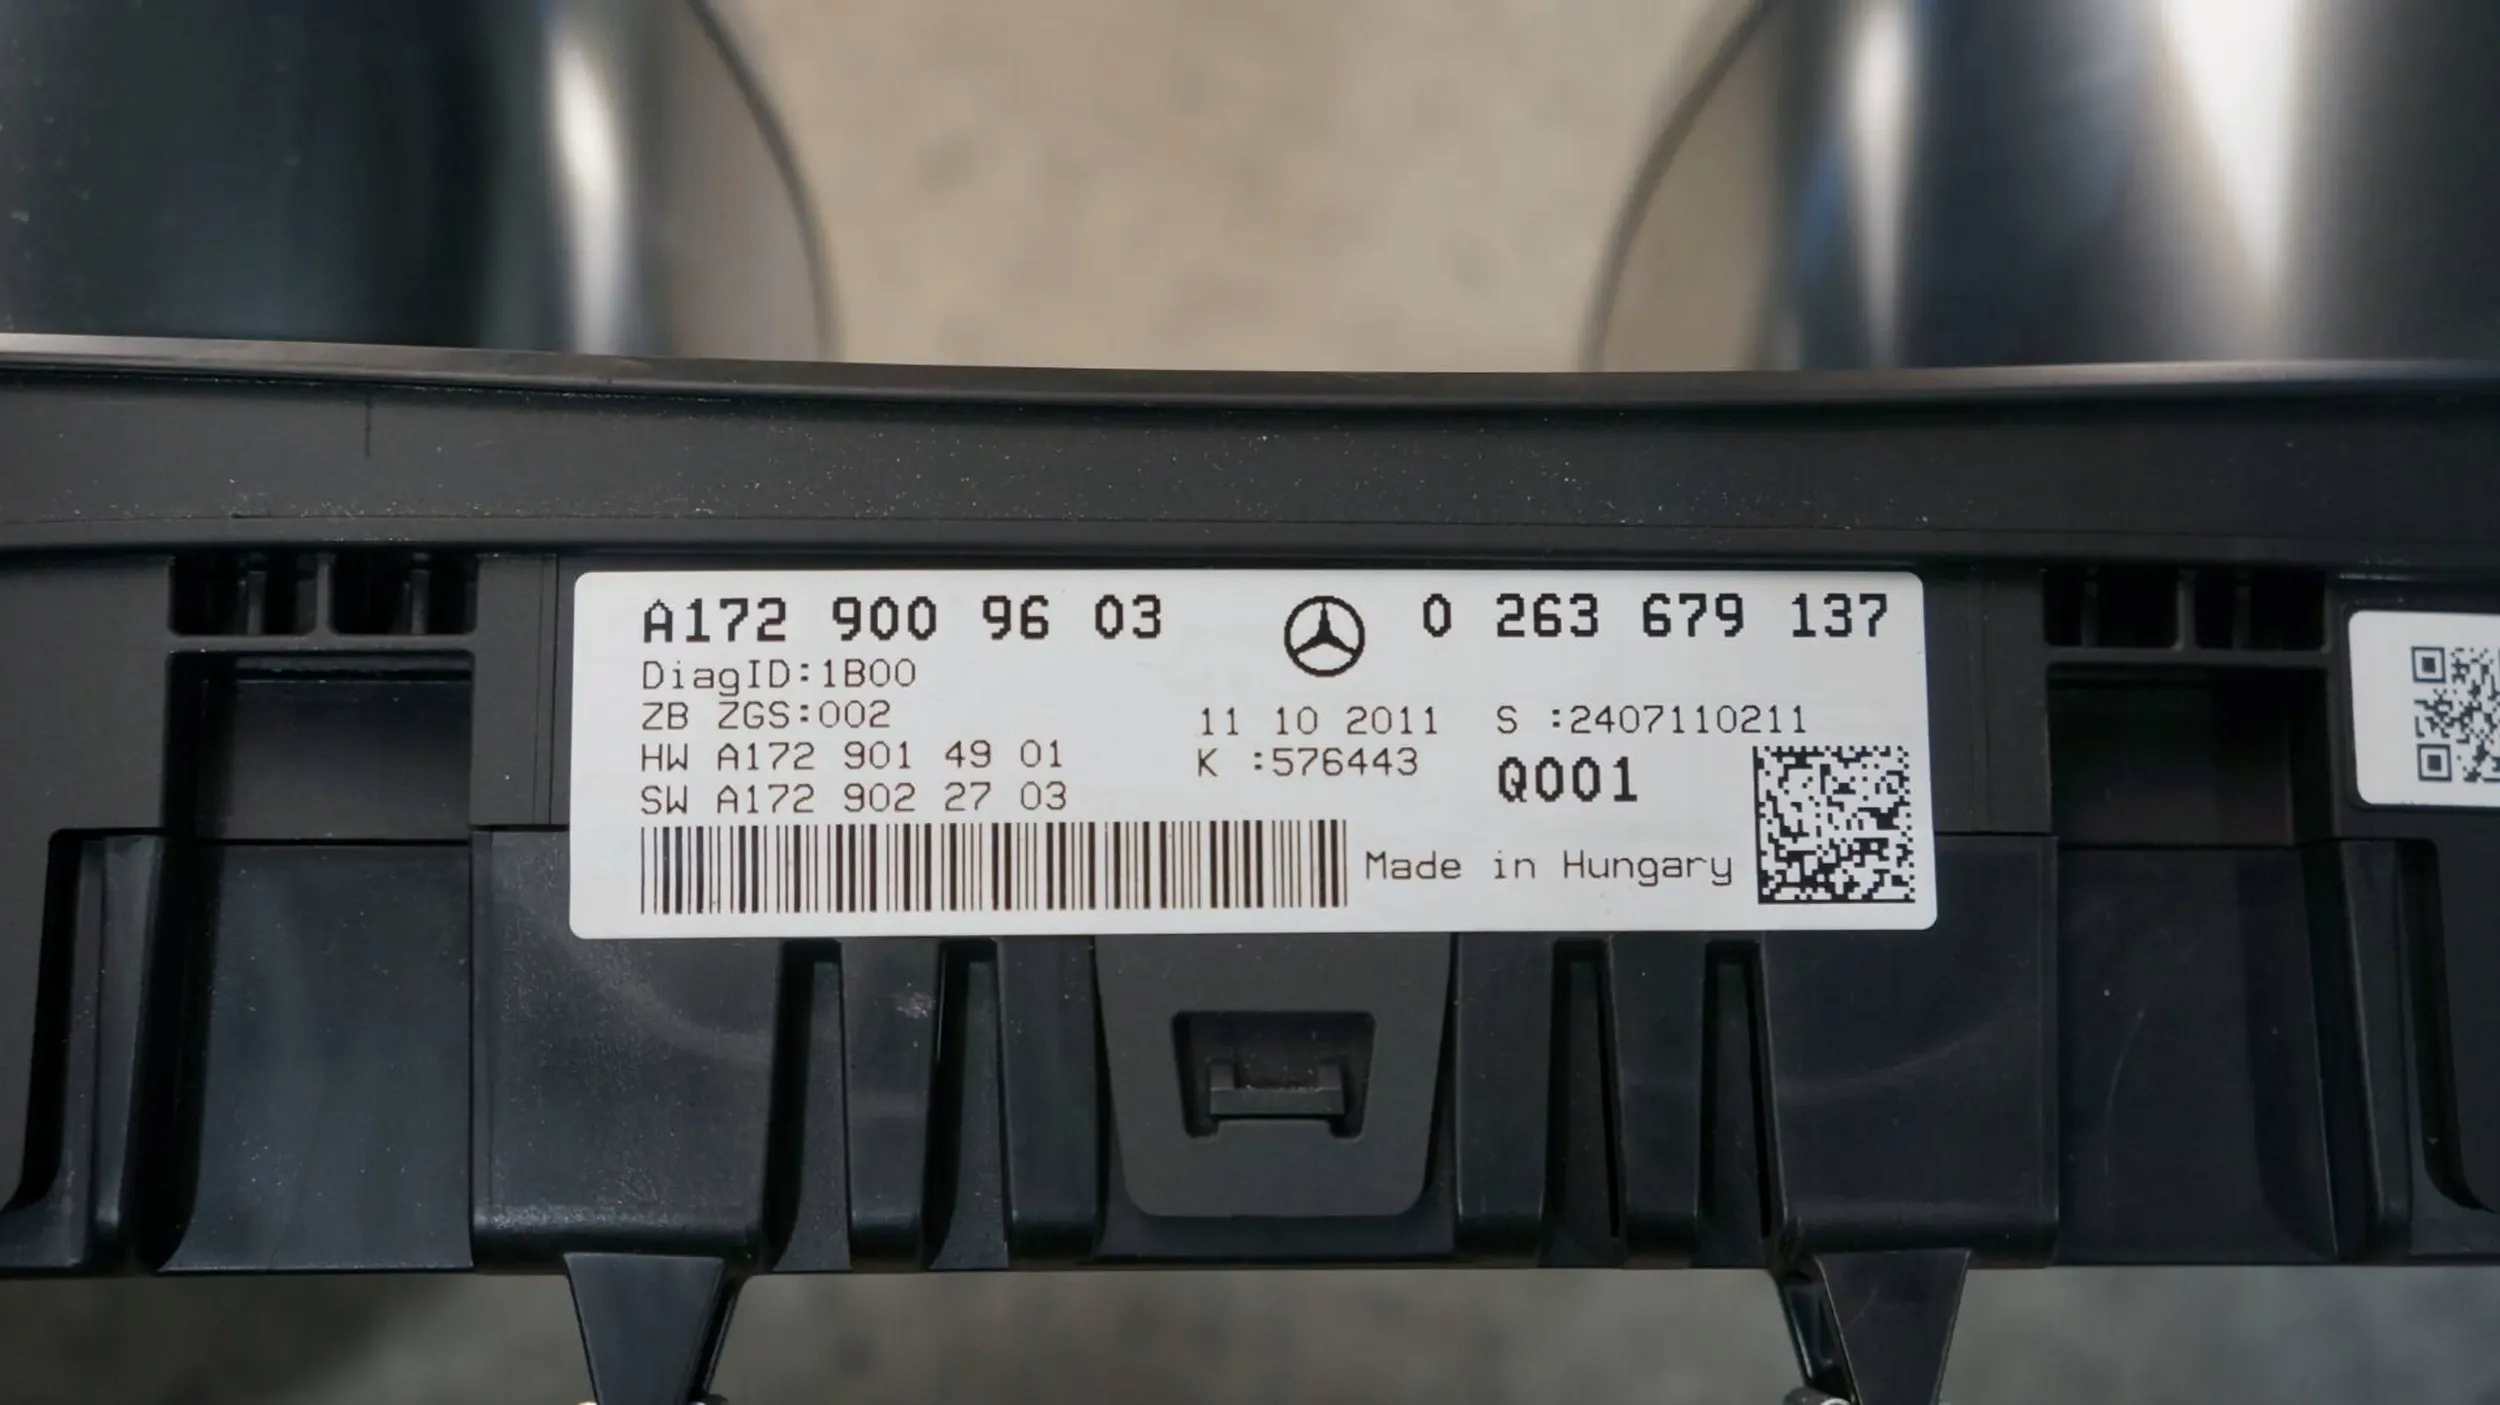 A172 900 96 03
0 263 679 137
DiagID:1B00
ZB ZGS:002
11 10 2011 S :2407110211
HW A172 901 49 01
K :576443
Q001
SW A172 902 27 03
Made in Hungary